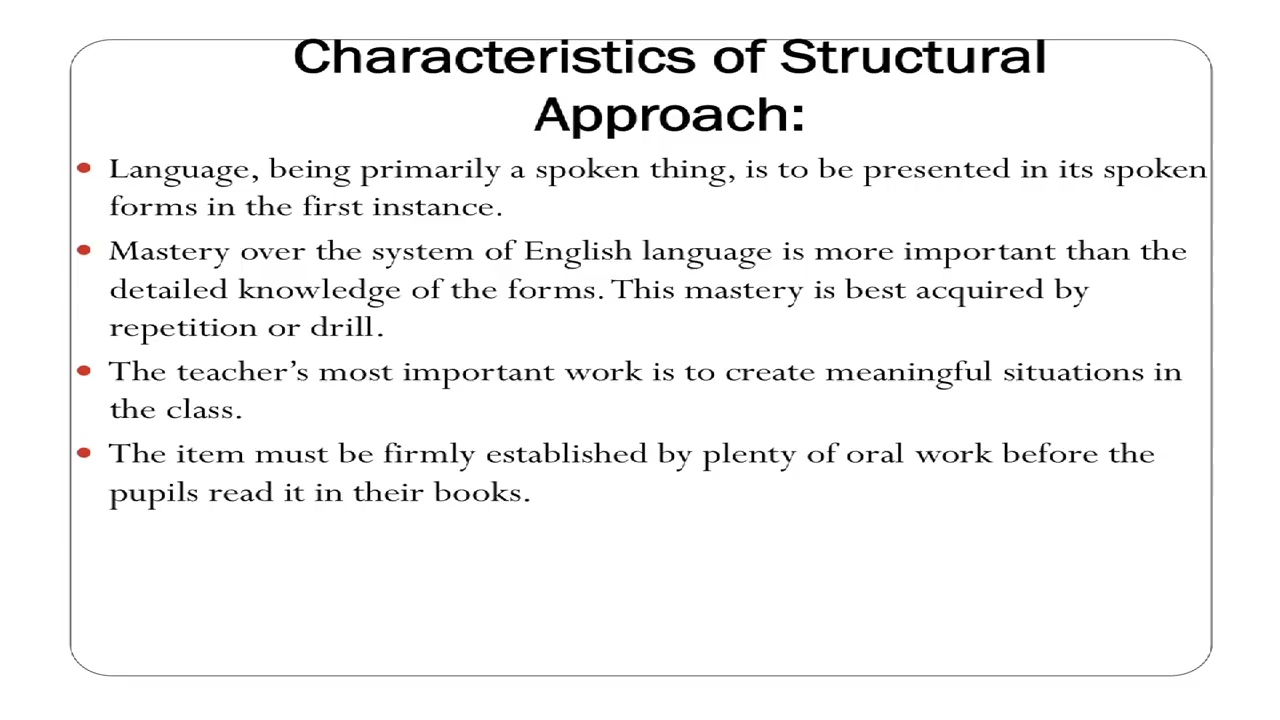 Characteristics of Structural
Approach:
• Language, being primarily a spoken thing, is to be presented in its spoken
forms in the first instance.
• Mastery over the system of English language is more important than the
detailed knowledge of the forms. This mastery is best acquired by
repetition or drill.
• The teacher’s most important work is to create meaningful situations in
the class.
• The item must be firmly established by plenty of oral work before the
pupils read it in their books.